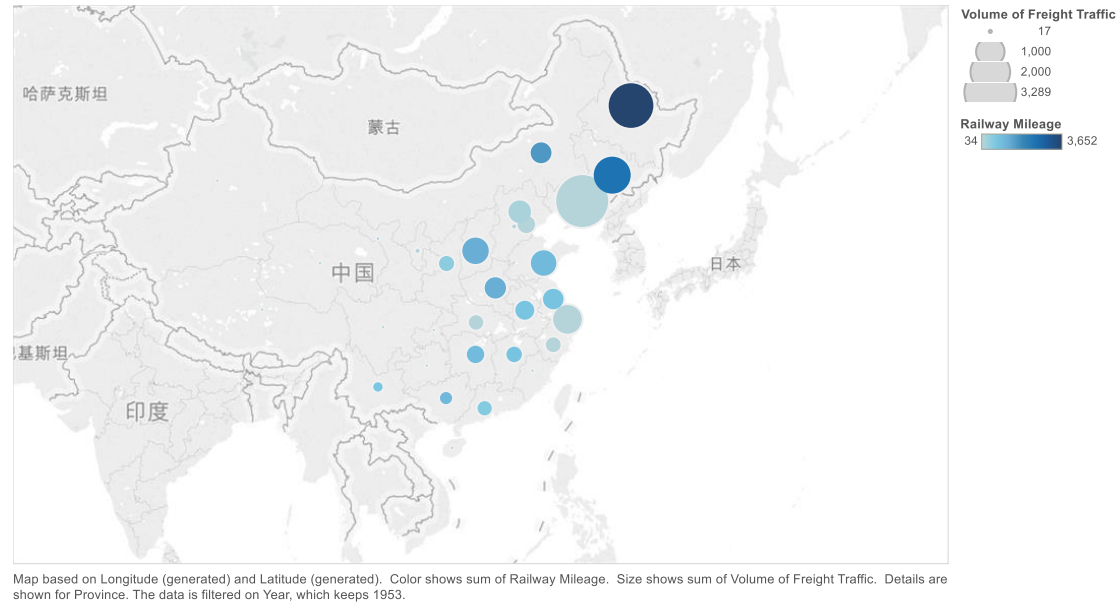 Volume of Freight Traffic
17
1,000
2,000
3,289
Railway Mileage
34 3,652
哈萨克斯坦
蒙古
中国
日本
基斯坦
印度
Map based on Longitude (generated) and Latitude (generated). Color shows sum of Railway Mileage. Size shows sum of Volume of Freight Traffic. Details are
shown for Province. The data is filtered on Year, which keeps 1953.